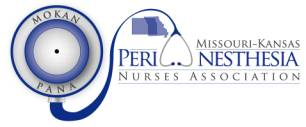 MOKAN
PANA
MISSOURI-KANSAS
PERI NESTHESIA
NURSES ASSOCIATION